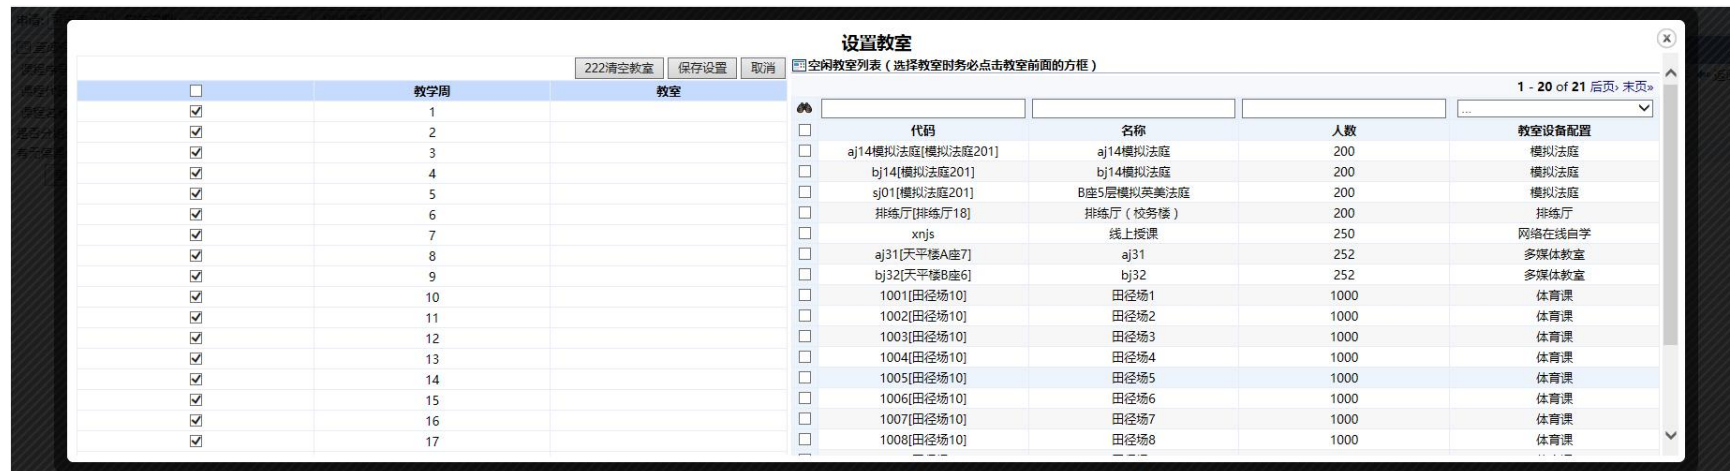 设置教室
222清空教室 保存设置 取消
教学周 教室
1
2
3
4
5
6
7
8
9
10
11
12
13
14
15
16
17
空闲教室列表（选择教室时务必点击教室前面的方框）
1 - 20 of 21 后页› 末页»
...
代码 名称 人数 教室设备配置
aj14模拟法庭[模拟法庭201] aj14模拟法庭 200 模拟法庭
bj14[模拟法庭201] bj14模拟法庭 200 模拟法庭
sj01[模拟法庭201] B座5层模拟英美法庭 200 模拟法庭
排练厅[排练厅18] 排练厅（校务楼） 200 排练厅
xnjs 线上授课 250 网络在线自学
aj31[天平楼A座7] aj31 252 多媒体教室
bj32[天平楼B座6] bj32 252 多媒体教室
1001[田径场10] 田径场1 1000 体育课
1002[田径场10] 田径场2 1000 体育课
1003[田径场10] 田径场3 1000 体育课
1004[田径场10] 田径场4 1000 体育课
1005[田径场10] 田径场5 1000 体育课
1006[田径场10] 田径场6 1000 体育课
1007[田径场10] 田径场7 1000 体育课
1008[田径场10] 田径场8 1000 体育课